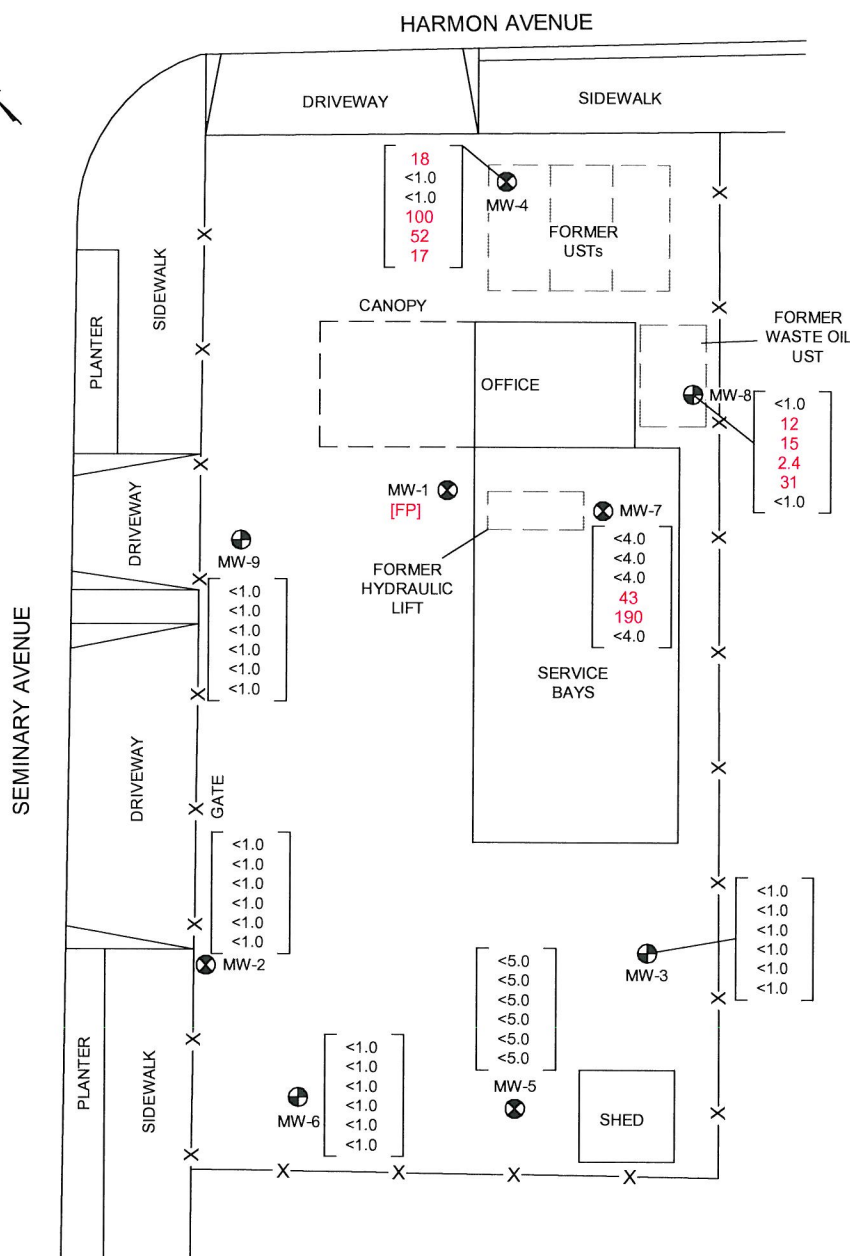 HARMON AVENUE
DRIVEWAY
SIDEWALK
18
<1.0
<1.0
100
52
17
MW-4
FORMER
USTs
SIDEWALK
PLANTER
CANOPY
OFFICE
FORMER
WASTE OIL
UST
MW-8
<1.0
12
15
2.4
31
<1.0
MW-1
[FP]
MW-7
<4.0
<4.0
<4.0
43
190
<4.0
FORMER
HYDRAULIC
LIFT
DRIVEWAY
MW-9
<1.0
<1.0
<1.0
<1.0
<1.0
<1.0
SERVICE
BAYS
SEMINARY AVENUE
DRIVEWAY
GATE
<1.0
<1.0
<1.0
<1.0
<1.0
<1.0
MW-2
<1.0
<1.0
<1.0
<1.0
<1.0
<1.0
MW-3
<5.0
<5.0
<5.0
<5.0
<5.0
<5.0
MW-5
PLANTER
SIDEWALK
MW-6
<1.0
<1.0
<1.0
<1.0
<1.0
<1.0
SHED